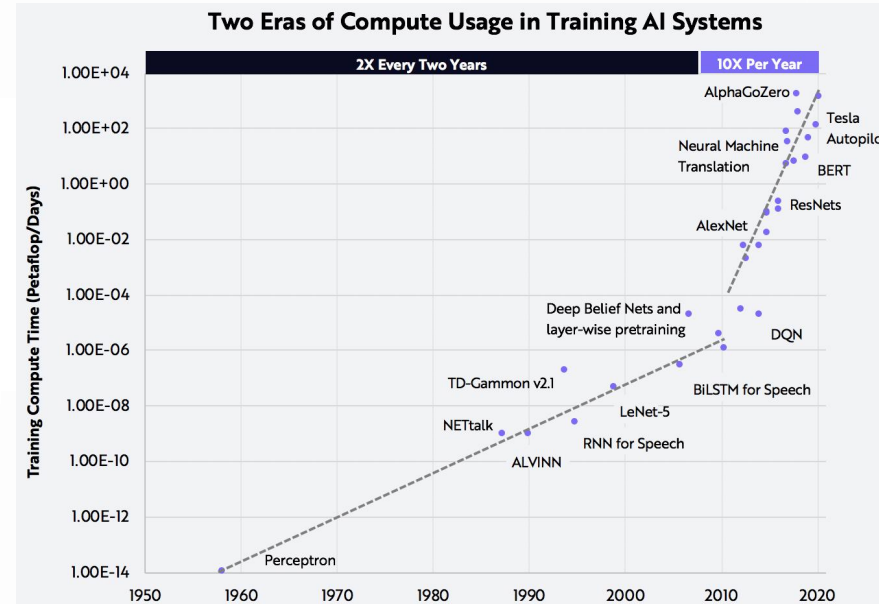 Two Eras of Compute Usage in Training AI Systems
2X Every Two Years
10X Per Year
Training Compute Time (Petaflop/Days)
1.00E+04
1.00E+02
1.00E+00
1.00E-02
1.00E-04
1.00E-06
1.00E-08
1.00E-10
1.00E-12
1.00E-14
AlphaGoZero
Tesla
Autopilo
Neural Machine
Translation
BERT
ResNets
AlexNet
Deep Belief Nets and
layer-wise pretraining
DQN
TD-Gammon v2.1
BiLSTM for Speech
LeNet-5
NETtalk
RNN for Speech
ALVINN
Perceptron
1950
1960
1970
1980
1990
2000
2010
2020